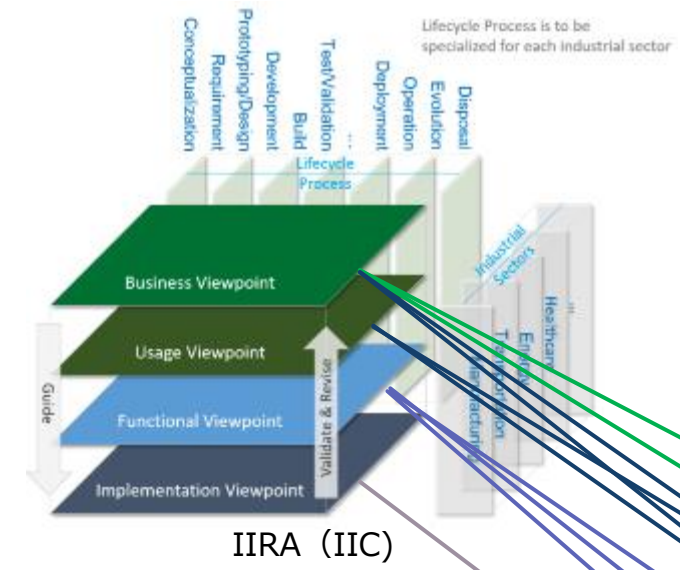 Lifecycle Process is to be
specialized for each industrial sector
Conceptualization
Requirement
Prototyping/Design
Development
Build
Test/Validation
...
Deployment
Operation
Evolution
Disposal
Lifecycle
Process
Industrial
Sectors
Business Viewpoint
Usage Viewpoint
Functional Viewpoint
Implementation Viewpoint
Guide
Validate & Revise
Manufacturing
Transportation
Energy
Healthcare
...
IIRA（IIC)